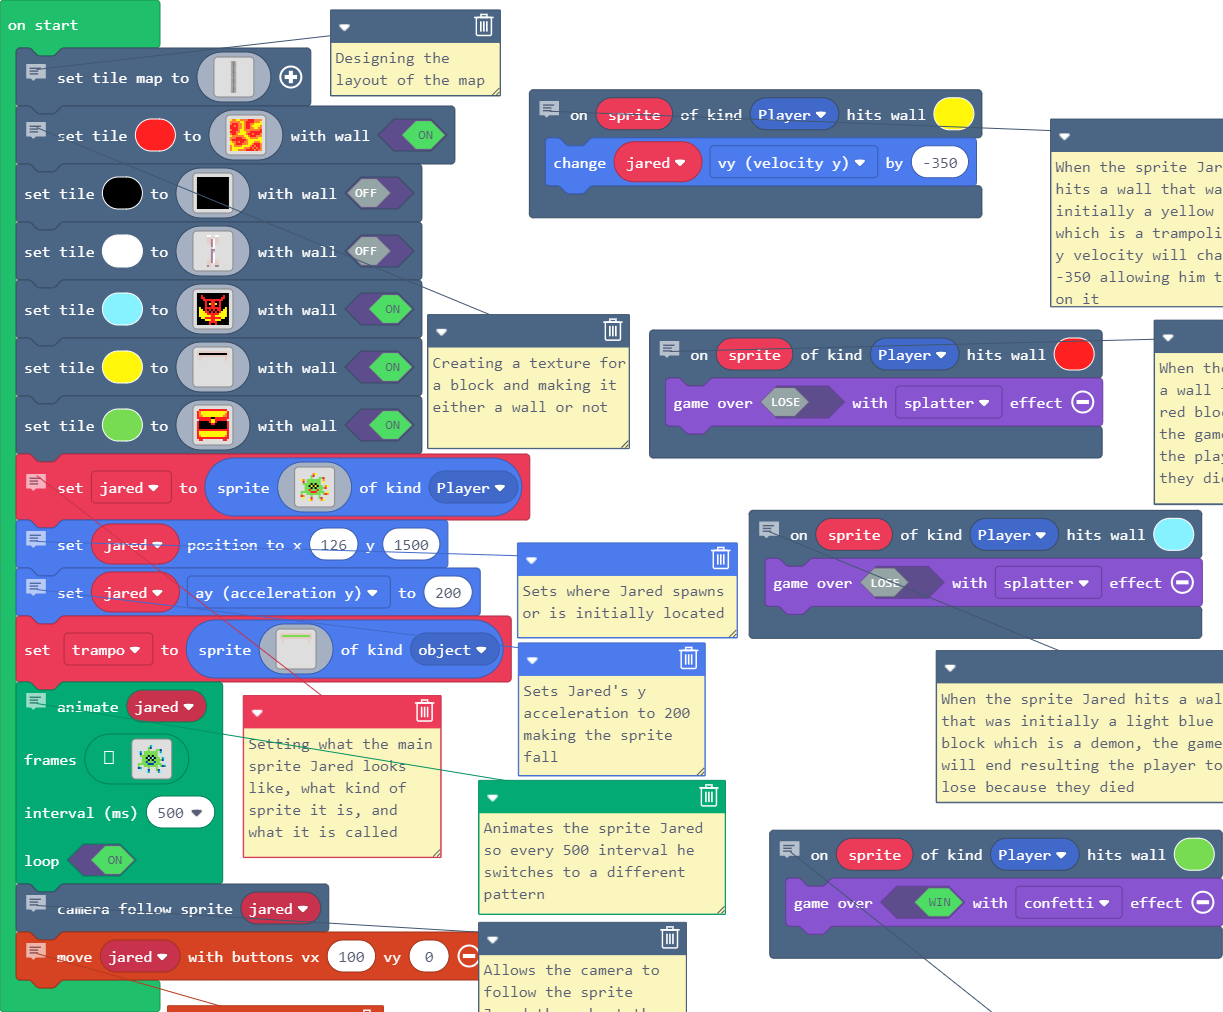 on start
set tile map to
set tile to with wall ON
set tile to with wall OFF
set tile to with wall OFF
set tile to with wall ON
set tile to with wall ON
set tile to with wall ON
set jared to sprite of kind Player
set jared position to x 126 y 1500
set jared ay (acceleration y) to 200
set trampo to sprite of kind object
animate jared
frames
interval (ms) 500
loop ON
camera follow sprite jared
move jared with buttons vx 100 vy 0
Designing the
layout of the map
Creating a texture for
a block and making it
either a wall or not
Sets where Jared spawns
or is initially located
Sets Jared's y
acceleration to 200
making the sprite
fall
Setting what the main
sprite Jared looks
like, what kind of
sprite it is, and
what it is called
Animates the sprite Jared
so every 500 interval he
switches to a different
pattern
Allows the camera to
follow the sprite
on sprite of kind Player hits wall
change jared vy (velocity y) by -350
When the sprite Jar
hits a wall that wa
initially a yellow
which is a trampoli
y velocity will cha
-350 allowing him t
on it
on sprite of kind Player hits wall
game over LOSE with splatter effect
When the
a wall
red bloc
the game
the play
they die
on sprite of kind Player hits wall
game over LOSE with splatter effect
When the sprite Jared hits a wal
that was initially a light blue
block which is a demon, the game
will end resulting the player to
lose because they died
on sprite of kind Player hits wall
game over WIN with confetti effect